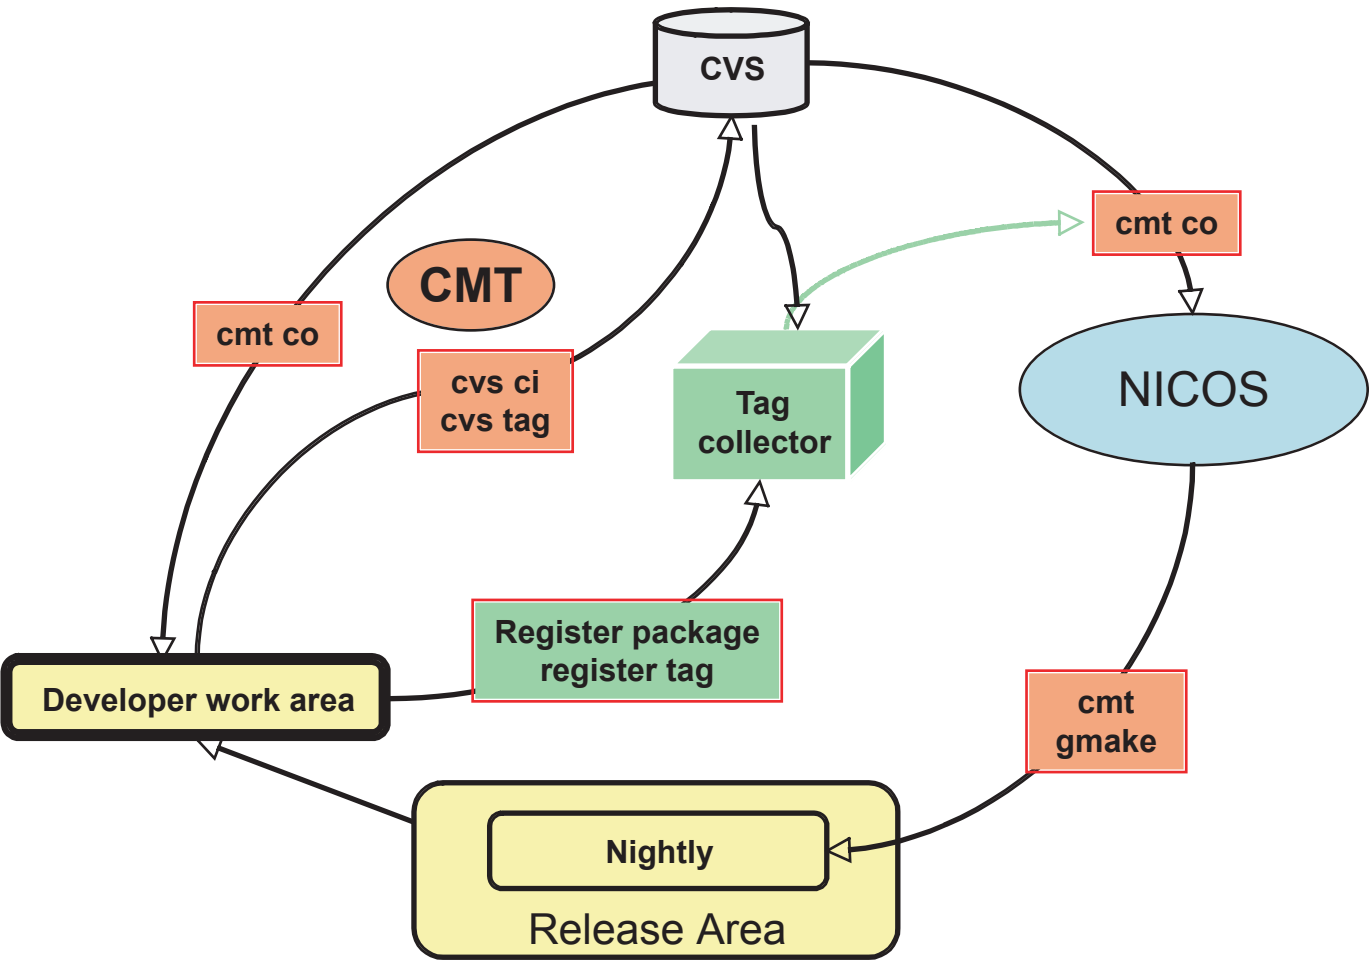 CVS
cmt co
CMT
cmt co
cvs ci
cvs tag
Tag
collector
NICOS
Register package
register tag
Developer work area
cmt
gmake
Nightly
Release Area